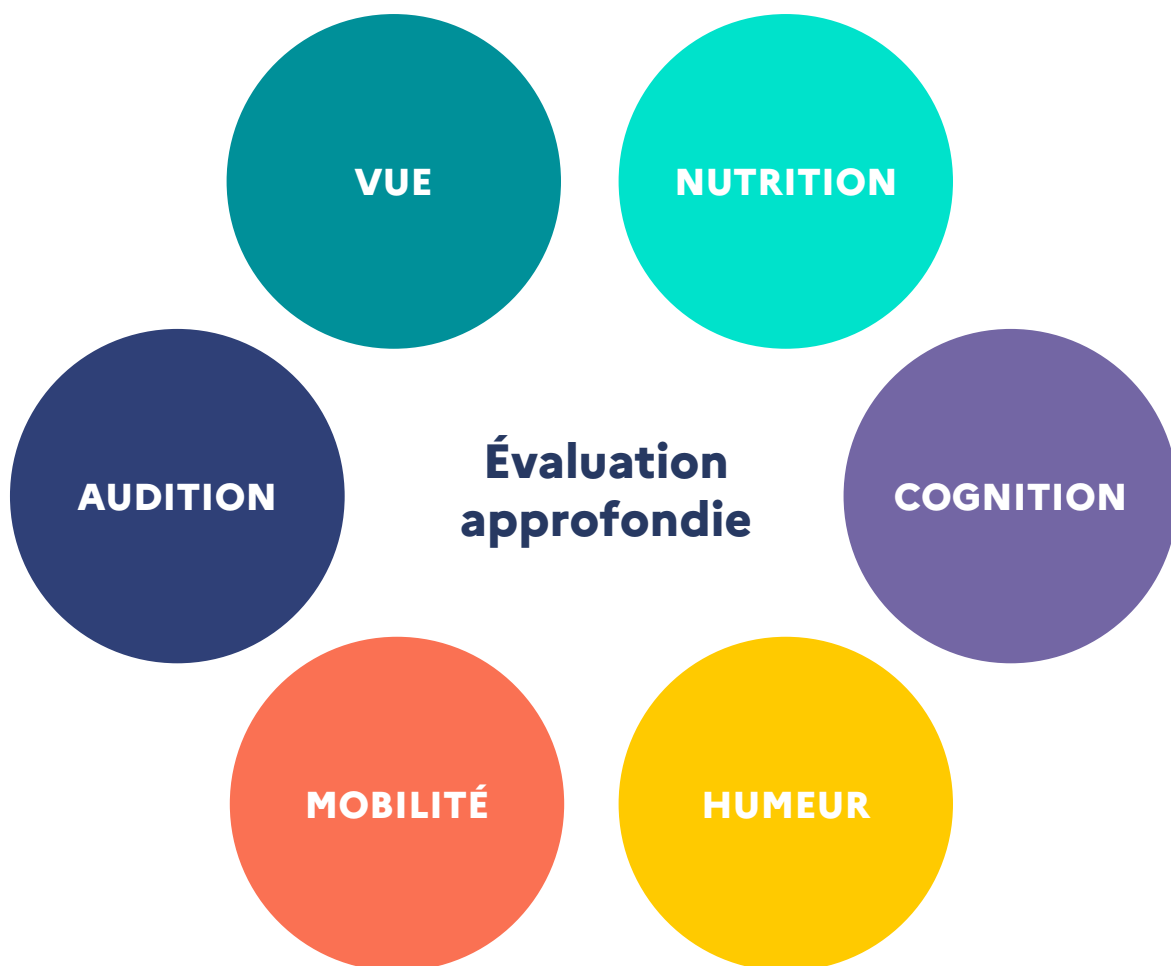 VUE
NUTRITION
AUDITION
Évaluation
approfondie
COGNITION
MOBILITÉ
HUMEUR